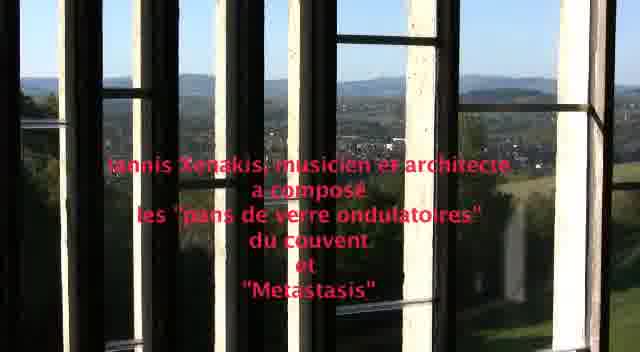 Iannis Xenakis, musicien et architecte
a composé
les "pans de verre ondulatoires"
du couvent
et
"Metastasis"